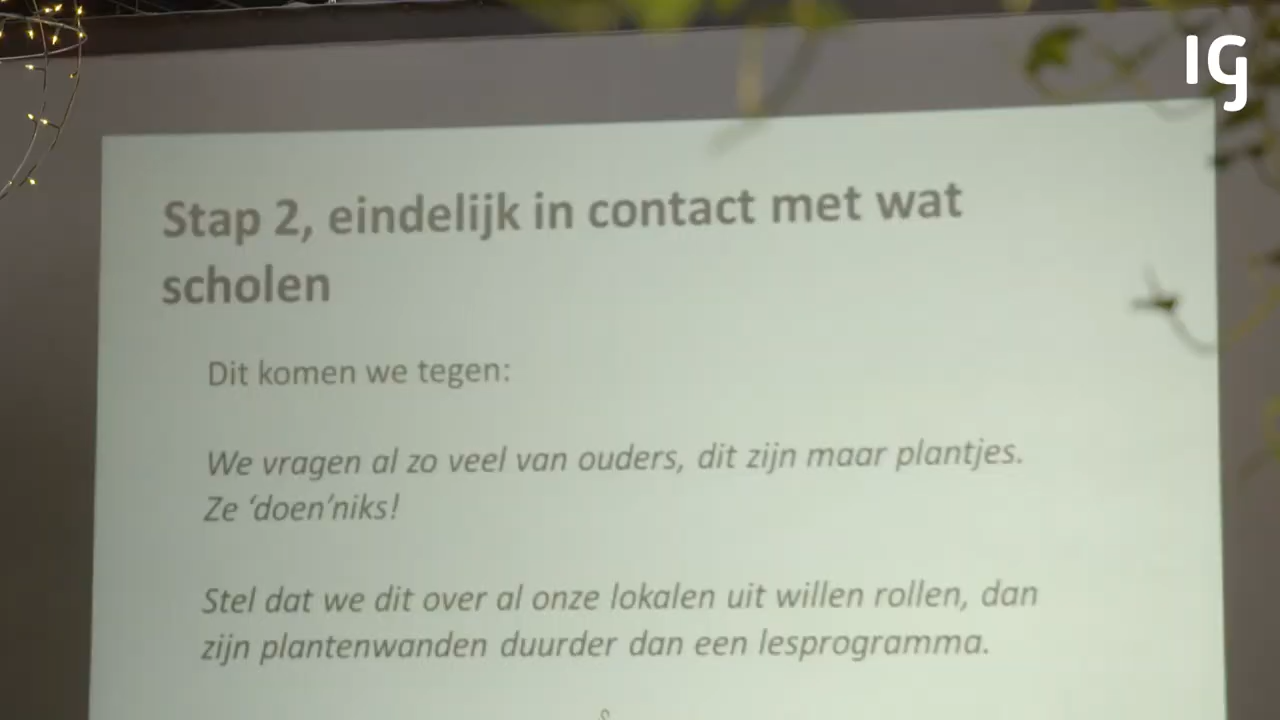 IG
Stap 2, eindelijk in contact met wat
scholen
Dit komen we tegen:
We vragen al zo veel van ouders, dit zijn maar plantjes.
Ze ‘doen’niks!
Stel dat we dit over al onze lokalen uit willen rollen, dan
zijn plantenwanden duurder dan een lesprogramma.